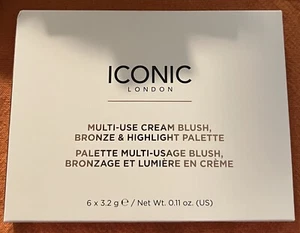 ICONIC
LONDON
MULTI-USE CREAM BLUSH,
BRONZE & HIGHLIGHT PALETTE
PALETTE MULTI-USAGE BLUSH,
BRONZAGE ET LUMIÈRE EN CRÈME
6 x 3.2 g ℮ / Net Wt. 0.11 oz. (US)